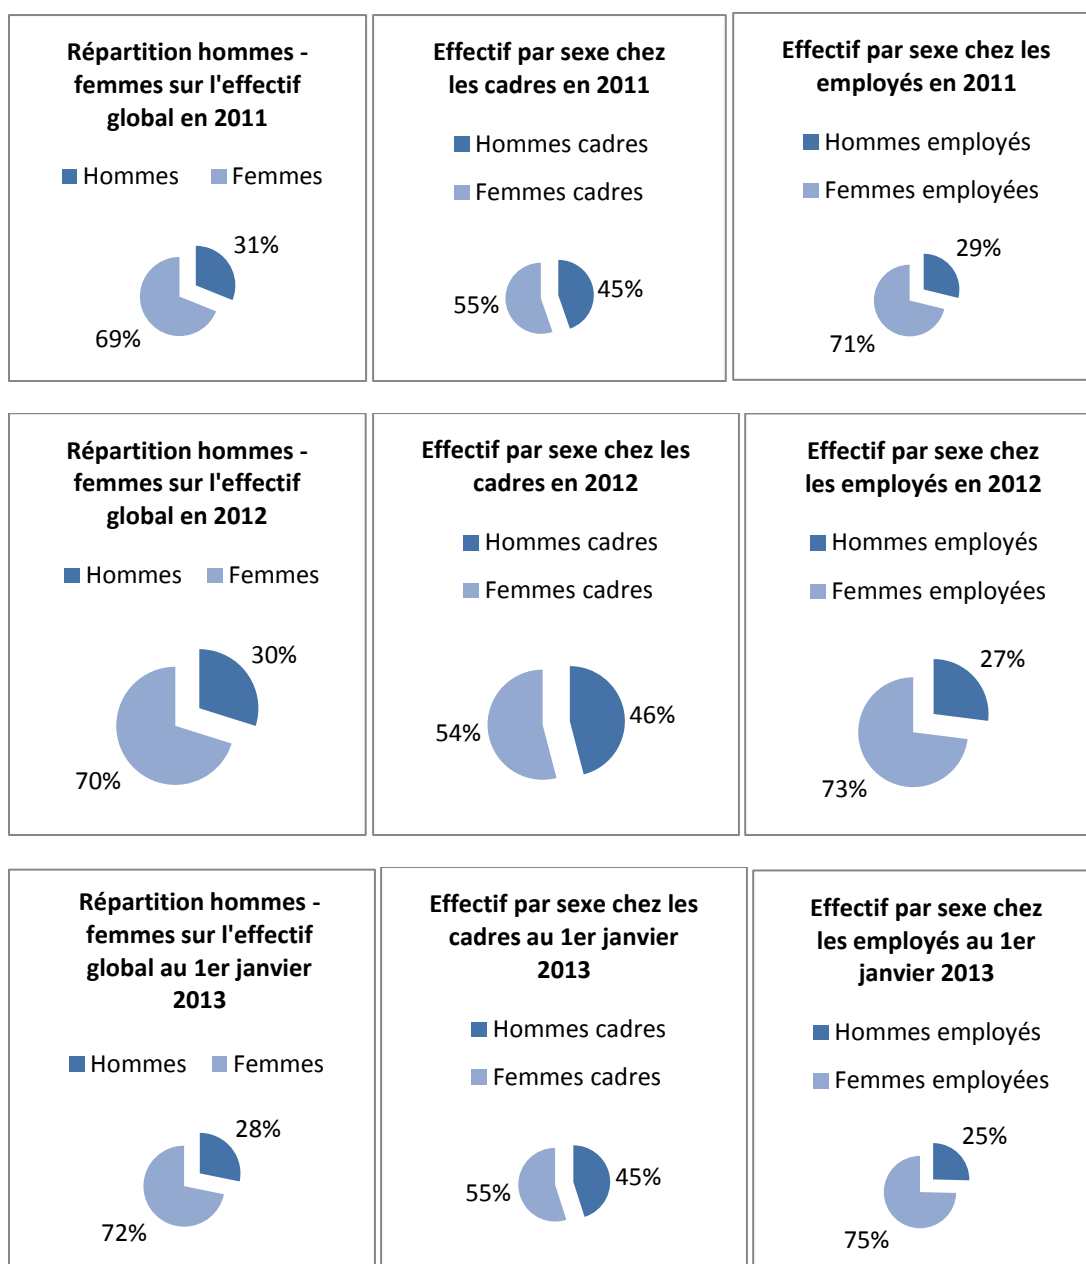 Répartition hommes -
femmes sur l'effectif
global en 2011
Hommes Femmes
31%
69%
Effectif par sexe chez
les cadres en 2011
Hommes cadres
Femmes cadres
55% 45%
Effectif par sexe chez les
employés en 2011
Hommes employés
Femmes employées
29%
71%
Répartition hommes -
femmes sur l'effectif
global en 2012
Hommes Femmes
30%
70%
Effectif par sexe chez les
cadres en 2012
Hommes cadres
Femmes cadres
46%
54%
Effectif par sexe chez
les employés en 2012
Hommes employés
Femmes employées
27%
73%
Répartition hommes -
femmes sur l'effectif
global au 1er janvier
2013
Hommes Femmes
28%
72%
Effectif par sexe chez les
cadres au 1er janvier
2013
Hommes cadres
Femmes cadres
55% 45%
Effectif par sexe chez
les employés au 1er
janvier 2013
Hommes employés
Femmes employées
25%
75%